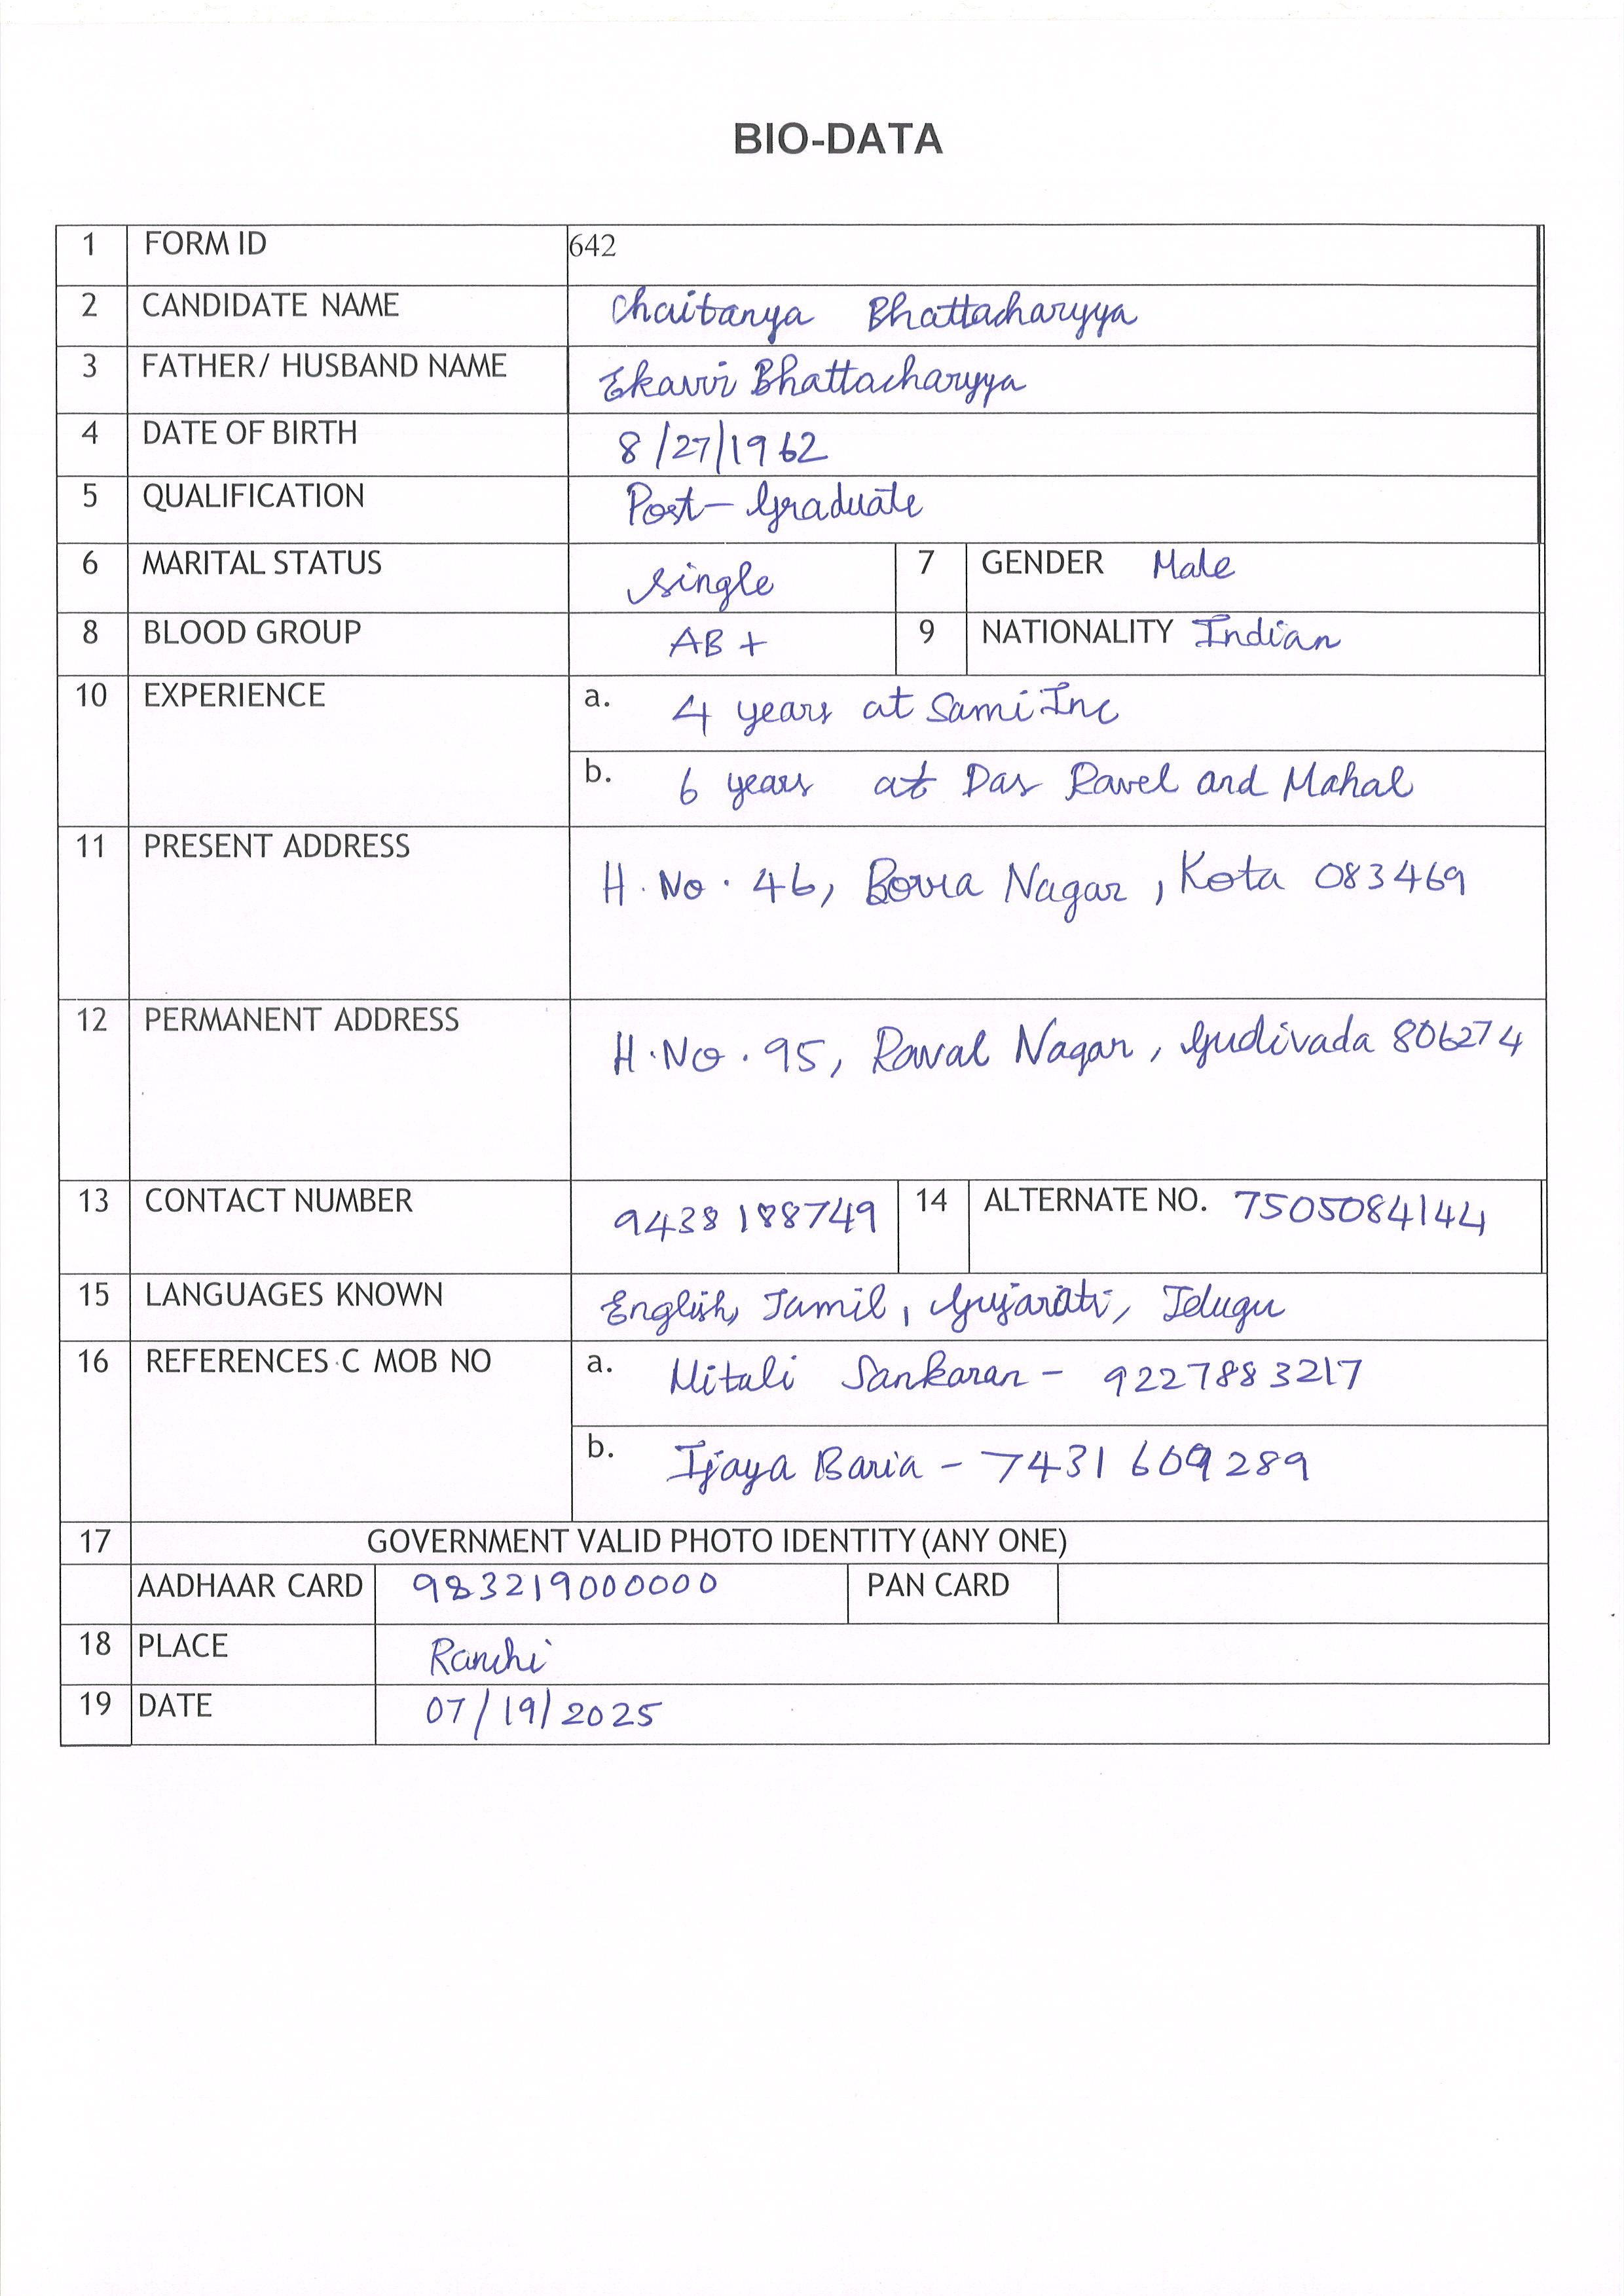 BIO-DATA
1 FORM ID 642
2 CANDIDATE NAME Chaitanya Bhattacharyya
3 FATHER/ HUSBAND NAME Ekavir Bhattacharyya
4 DATE OF BIRTH 8/27/1962
5 QUALIFICATION Post-Graduate
6 MARITAL STATUS single 7 GENDER Male
8 BLOOD GROUP AB+ 9 NATIONALITY Indian
10 EXPERIENCE a. 4 years at Sami Inc
b. 6 years at Das Ravel and Mahal
11 PRESENT ADDRESS H.No.46, Borra Nagar, Kota 083469
12 PERMANENT ADDRESS H.No.95, Raval Nagar, Gudivada 806274
13 CONTACT NUMBER 9438188749 14 ALTERNATE NO. 7505084144
15 LANGUAGES KNOWN English, Tamil, Gujarati, Telugu
16 REFERENCES C MOB NO a. Mitali Sankaran - 9227883217
b. Ijaya Baria - 7431609289
17 GOVERNMENT VALID PHOTO IDENTITY (ANY ONE)
AADHAAR CARD 983219000000 PAN CARD
18 PLACE Ranchi
19 DATE 07/19/2025